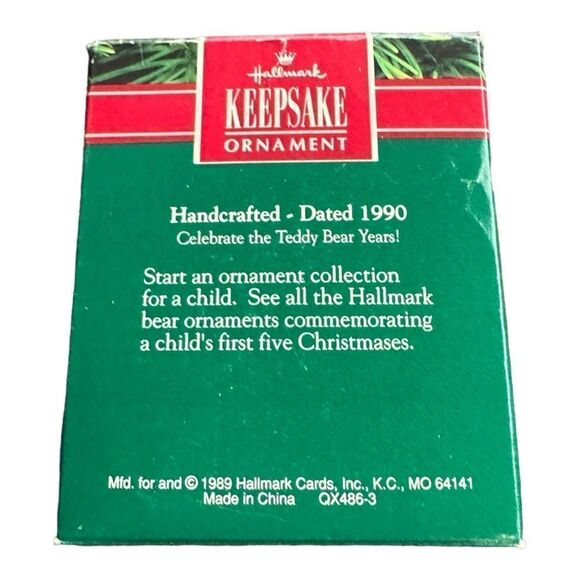 Hallmark
KEEPSAKE
ORNAMENT
Handcrafted - Dated 1990
Celebrate the Teddy Bear Years!
Start an ornament collection
for a child. See all the Hallmark
bear ornaments commemorating
a child's first five Christmases.
Mfd. for and © 1989 Hallmark Cards, Inc., K.C., MO 64141
Made in China QX486-3